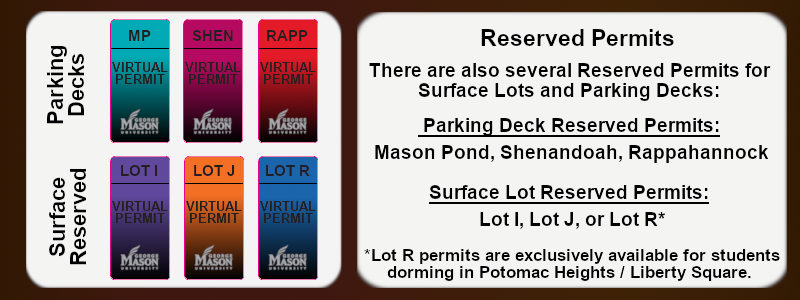 Parking
Decks
MP
SHEN
RAPP
VIRTUAL
PERMIT
VIRTUAL
PERMIT
VIRTUAL
PERMIT
GEORGE
MASON
UNIVERSITY
GEORGE
MASON
UNIVERSITY
GEORGE
MASON
UNIVERSITY
Surface
Reserved
LOT I
LOT J
LOT R
VIRTUAL
PERMIT
VIRTUAL
PERMIT
VIRTUAL
PERMIT
GEORGE
MASON
UNIVERSITY
GEORGE
MASON
UNIVERSITY
GEORGE
MASON
UNIVERSITY
Reserved Permits
There are also several Reserved Permits for
Surface Lots and Parking Decks:
Parking Deck Reserved Permits:
Mason Pond, Shenandoah, Rappahannock
Surface Lot Reserved Permits:
Lot I, Lot J, or Lot R*
*Lot R permits are exclusively available for students
dorming in Potomac Heights / Liberty Square.